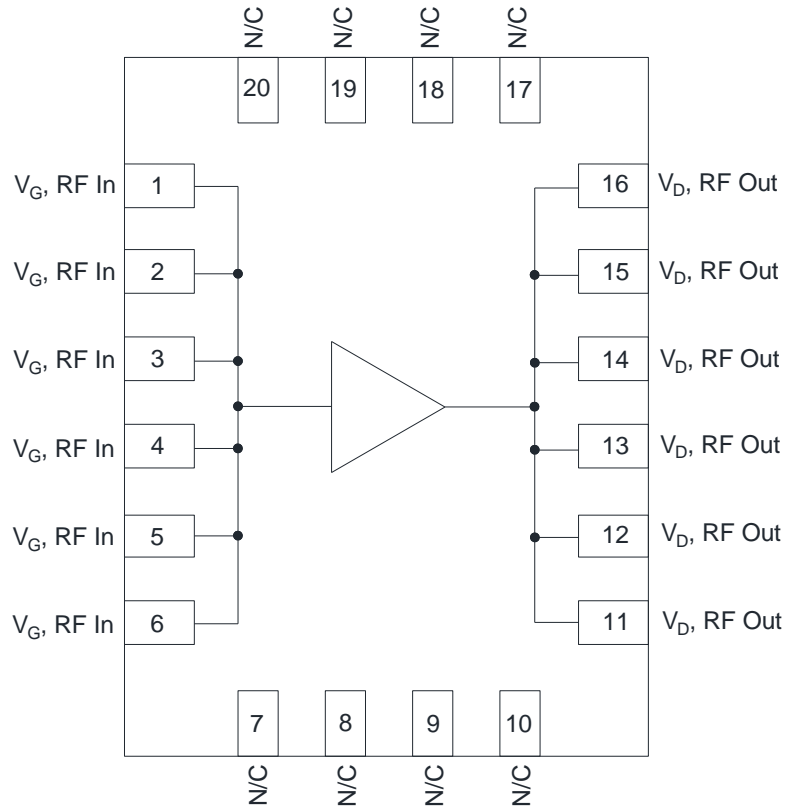 N/C N/C N/C N/C
20 19 18 17
V_G, RF In 1 16 V_D, RF Out
V_G, RF In 2 15 V_D, RF Out
V_G, RF In 3 14 V_D, RF Out
V_G, RF In 4 13 V_D, RF Out
V_G, RF In 5 12 V_D, RF Out
V_G, RF In 6 11 V_D, RF Out
7 8 9 10
N/C N/C N/C N/C